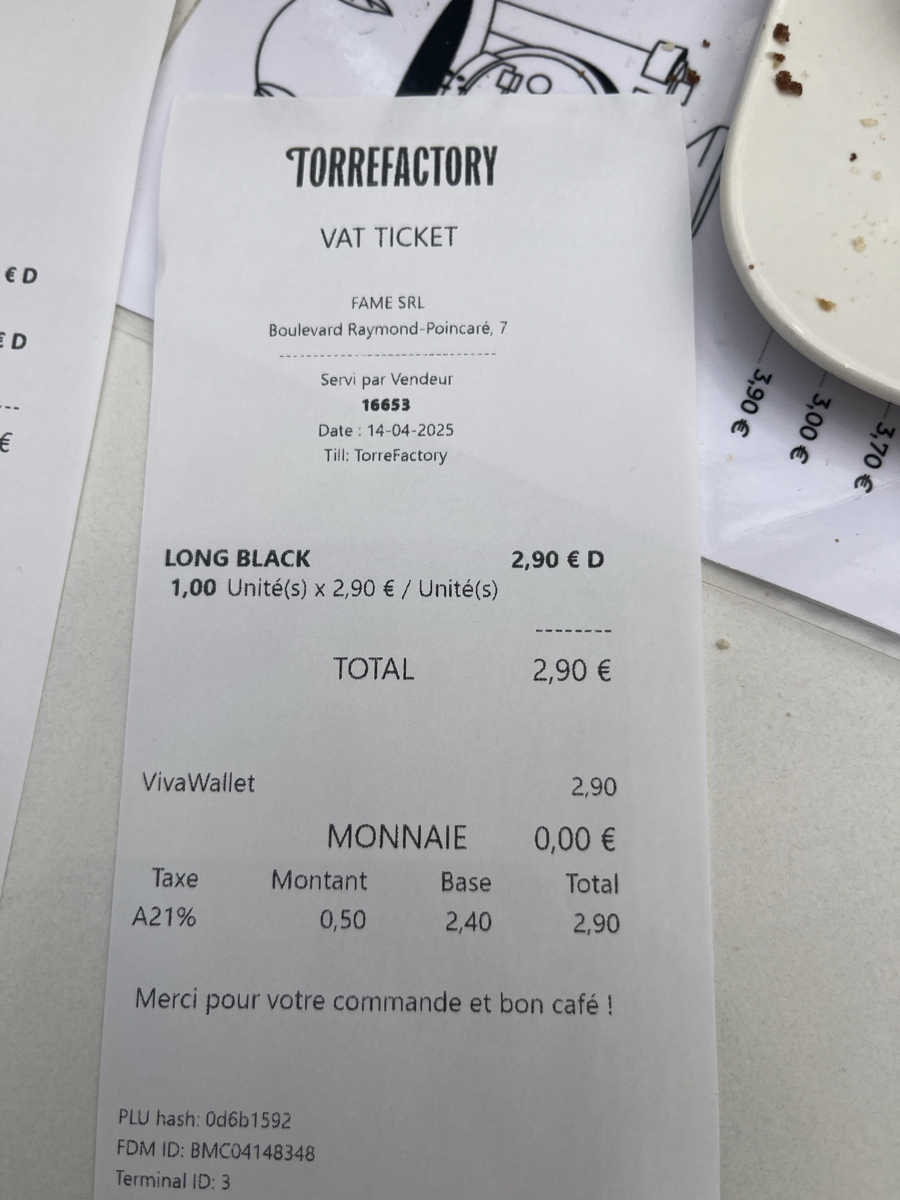 TORREFACTORY
VAT TICKET
FAME SRL
Boulevard Raymond-Poincaré, 7
Servi par Vendeur
16653
Date : 14-04-2025
Till: TorreFactory
LONG BLACK 2,90 € D
1,00 Unité(s) x 2,90 € / Unité(s)
--------
TOTAL 2,90 €
VivaWallet 2,90
MONNAIE 0,00 €
Taxe Montant Base Total
A21% 0,50 2,40 2,90
Merci pour votre commande et bon café !
PLU hash: 0d6b1592
FDM ID: BMC04148348
Terminal ID: 3
€ D
€ D
€
3,90 €
3,00 €
3,70 €